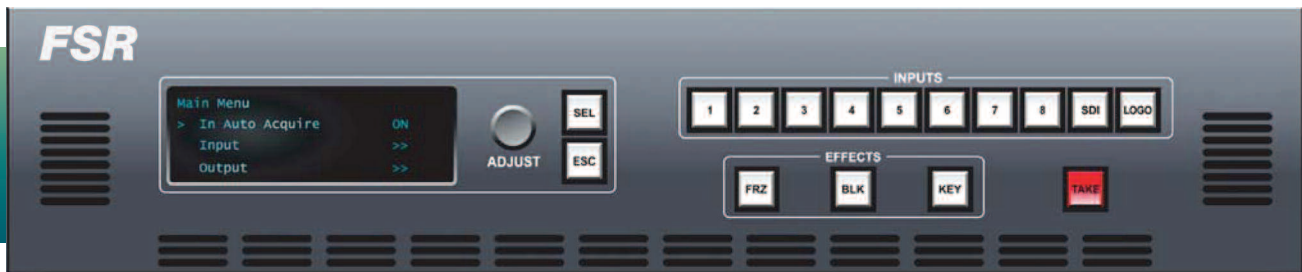 FSR
Main Menu
> In Auto Acquire ON
Input >>
Output >>
ADJUST
SEL
ESC
INPUTS
1 2 3 4 5 6 7 8 SDI LOGO
EFFECTS
FRZ BLK KEY
TAKE